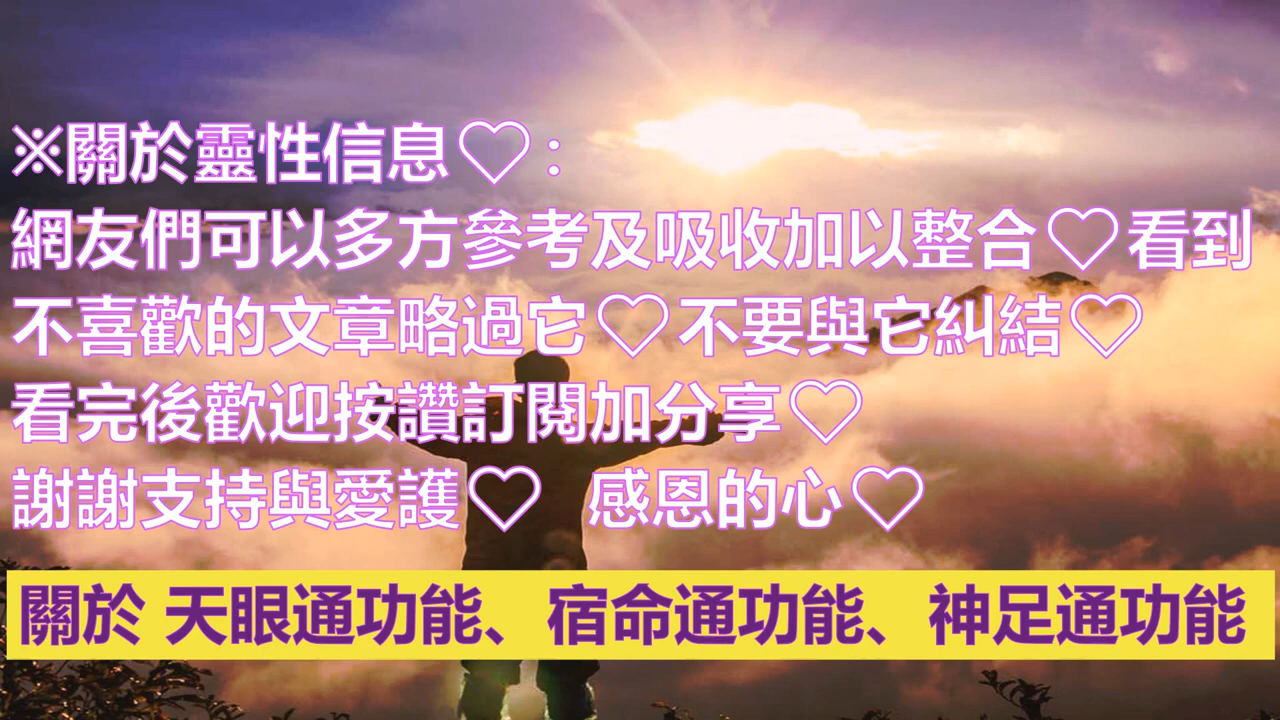 ※關於靈性信息♡:
網友們可以多方參考及吸收加以整合♡看到
不喜歡的文章略過它♡不要與它糾結♡
看完後歡迎按讚訂閱加分享♡
謝謝支持與愛護♡ 感恩的心♡
關於 天眼通功能、宿命通功能、神足通功能